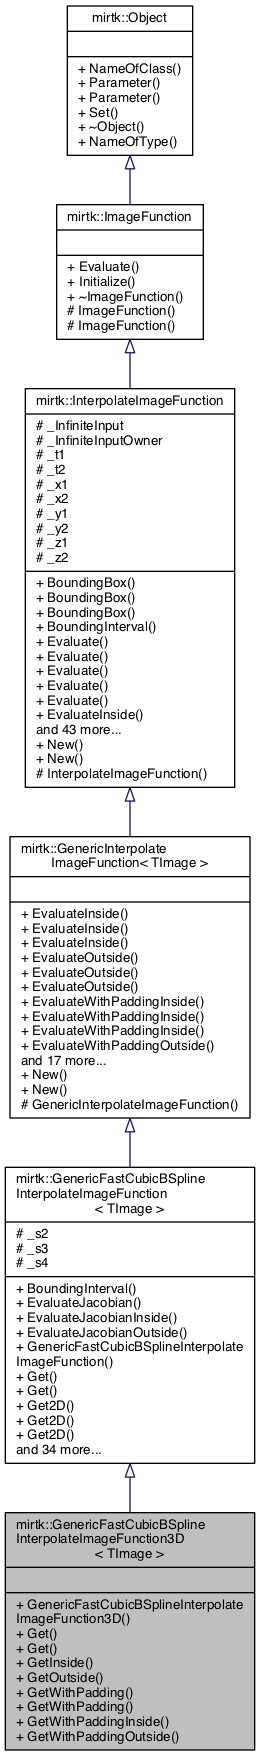 mirtk::Object
+ NameOfClass()
+ Parameter()
+ Parameter()
+ Set()
+ ~Object()
+ NameOfType()
mirtk::ImageFunction
+ Evaluate()
+ Initialize()
+ ~ImageFunction()
# ImageFunction()
# ImageFunction()
mirtk::InterpolateImageFunction
# _InfiniteInput
# _InfiniteInputOwner
# _t1
# _t2
# _x1
# _x2
# _y1
# _y2
# _z1
# _z2
+ BoundingBox()
+ BoundingBox()
+ BoundingBox()
+ BoundingInterval()
+ Evaluate()
+ Evaluate()
+ Evaluate()
+ Evaluate()
+ Evaluate()
+ EvaluateInside()
and 43 more...
+ New()
+ New()
# InterpolateImageFunction()
mirtk::GenericInterpolate
ImageFunction< TImage >
+ EvaluateInside()
+ EvaluateInside()
+ EvaluateInside()
+ EvaluateOutside()
+ EvaluateOutside()
+ EvaluateOutside()
+ EvaluateWithPaddingInside()
+ EvaluateWithPaddingInside()
+ EvaluateWithPaddingInside()
+ EvaluateWithPaddingOutside()
and 17 more...
+ New()
+ New()
# GenericInterpolateImageFunction()
mirtk::GenericFastCubicBSpline
InterpolateImageFunction
< TImage >
# _s2
# _s3
# _s4
+ BoundingInterval()
+ EvaluateJacobian()
+ EvaluateJacobianInside()
+ EvaluateJacobianOutside()
+ GenericFastCubicBSplineInterpolate
ImageFunction()
+ Get()
+ Get()
+ Get2D()
+ Get2D()
+ Get2D()
and 34 more...
mirtk::GenericFastCubicBSpline
InterpolateImageFunction3D
< TImage >
+ GenericFastCubicBSplineInterpolate
ImageFunction3D()
+ Get()
+ Get()
+ GetInside()
+ GetOutside()
+ GetWithPadding()
+ GetWithPadding()
+ GetWithPaddingInside()
+ GetWithPaddingOutside()